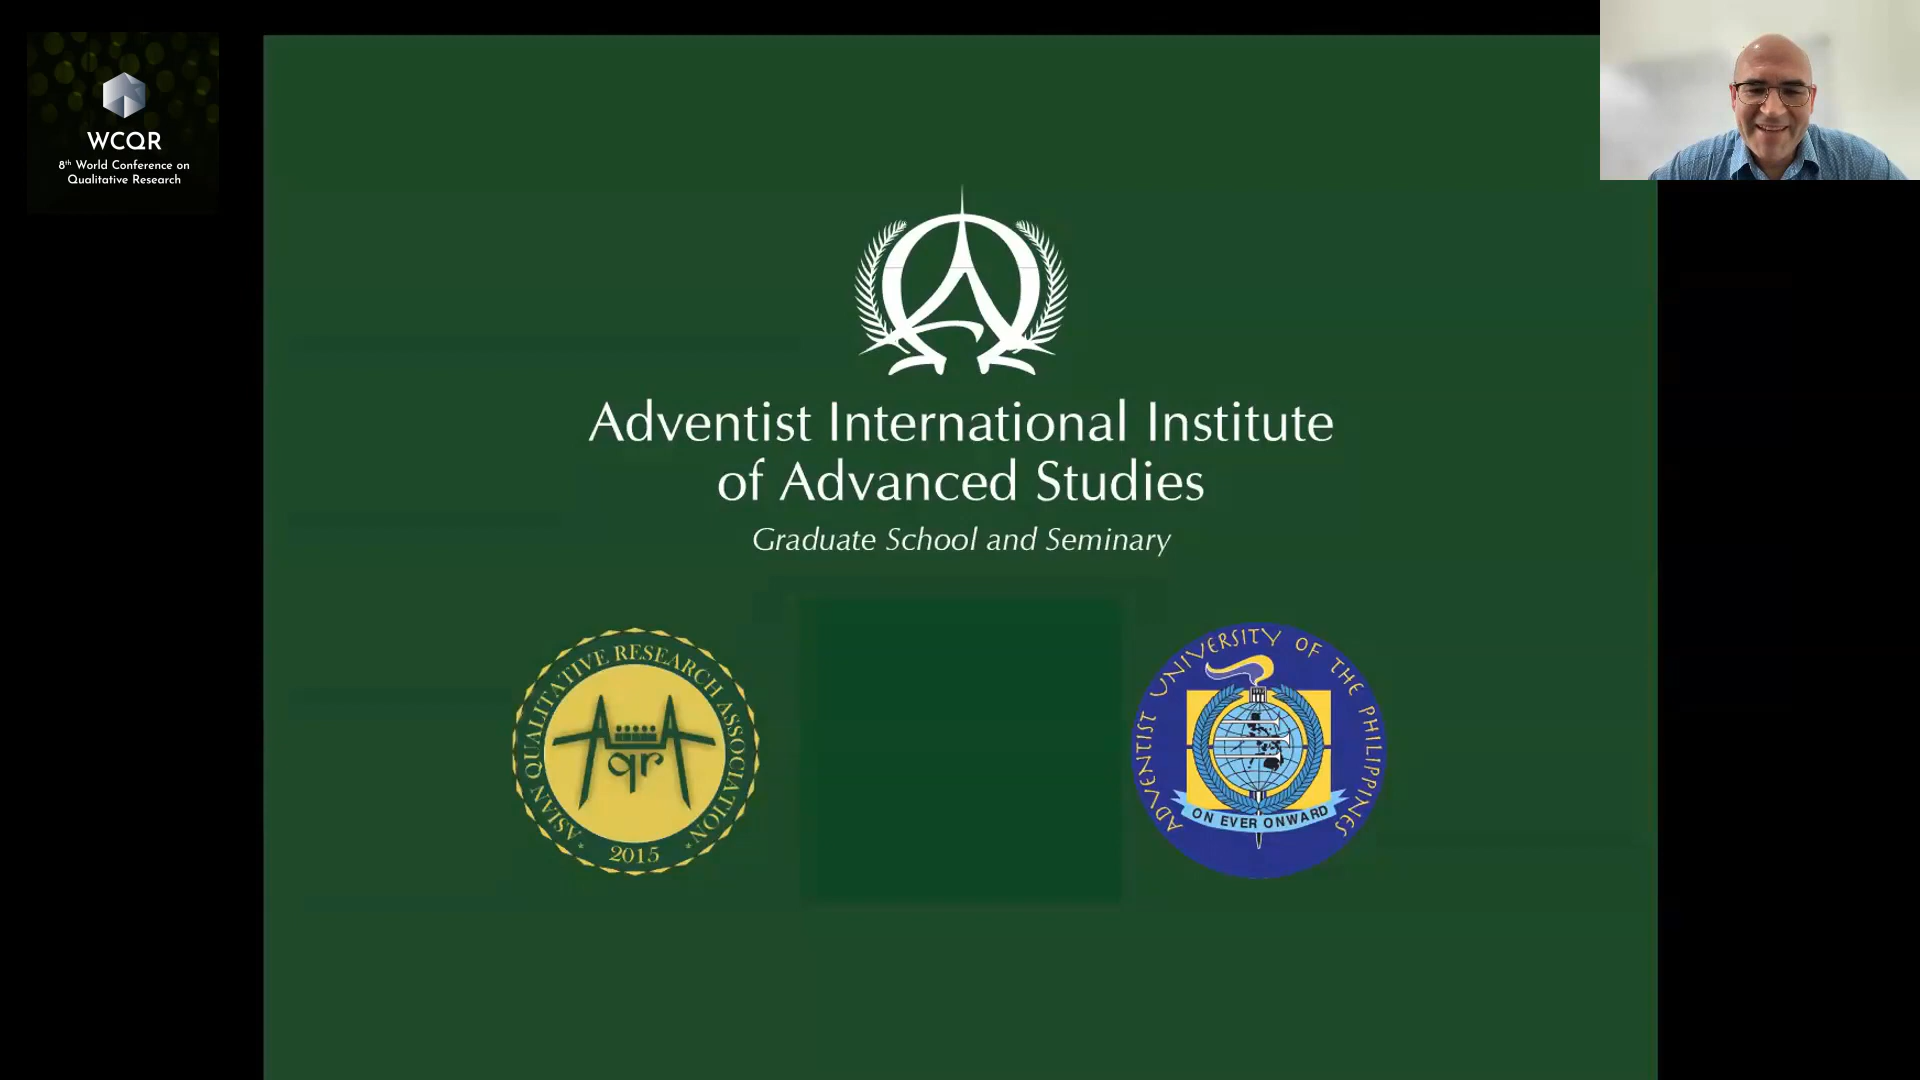 WCQR
8th World Conference on
Qualitative Research
Adventist International Institute
of Advanced Studies
Graduate School and Seminary
ASIAN QUALITATIVE RESEARCH ASSOCIATION
AqrA
* 2015 *
ADVENTIST UNIVERSITY OF THE PHILIPPINES
ON EVER ONWARD